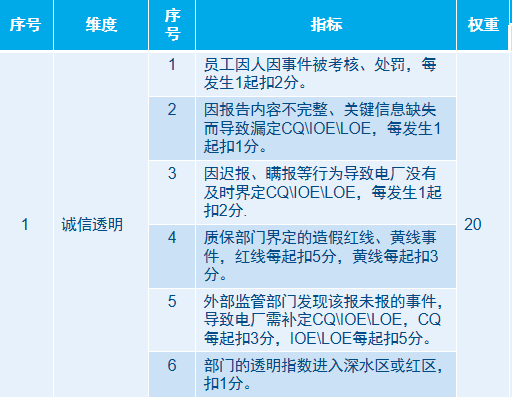 序号 维度 序号 指标 权重
1 诚信透明 20
1 员工因人因事件被考核、处罚，每
发生1起扣2分。
2 因报告内容不完整、关键信息缺失
而导致漏定CQ\IOE\LOE，每发生1
起扣1分。
3 因迟报、瞒报等行为导致电厂没有
及时界定CQ\IOE\LOE，每发生1起
扣2分.
4 质保部门界定的造假红线、黄线事
件，红线每起扣5分，黄线每起扣3
分。
5 外部监管部门发现该报未报的事件，
导致电厂需补定CQ\IOE\LOE，CQ
每起扣3分，IOE\LOE每起扣5分。
6 部门的透明指数进入深水区或红区，
扣1分。